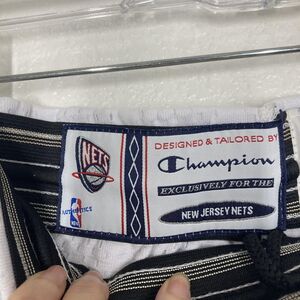 NETS
AUTHENTICS
DESIGNED & TAILORED BY
Champion
EXCLUSIVELY FOR THE
NEW JERSEY NETS